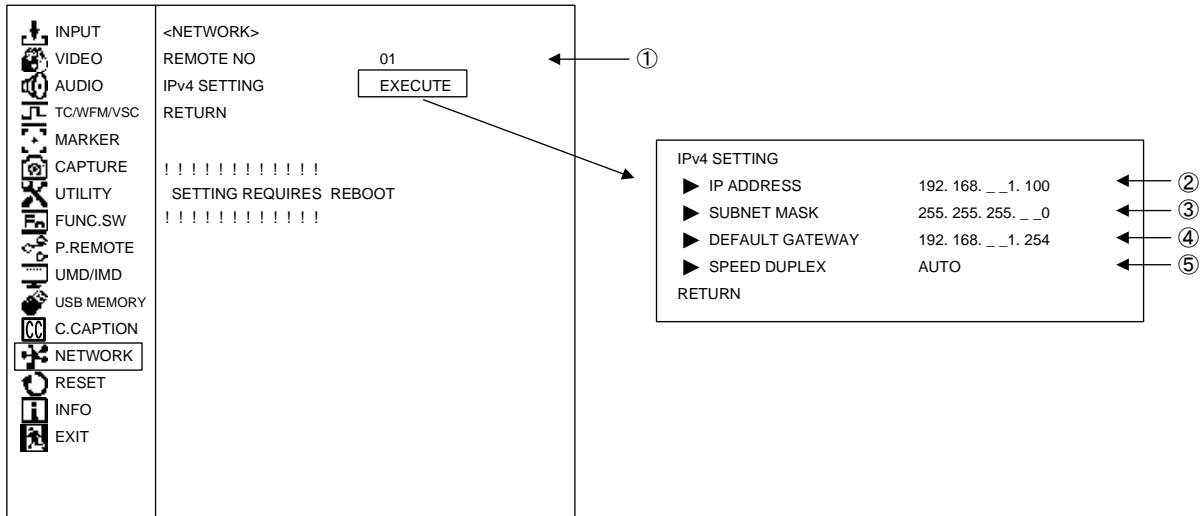 INPUT
VIDEO
AUDIO
TC/WFM/VSC
MARKER
CAPTURE
UTILITY
Fn FUNC.SW
P.REMOTE
UMD/IMD
USB MEMORY
CC C.CAPTION
NETWORK
RESET
i INFO
EXIT
<NETWORK>
REMOTE NO 01 ①
IPv4 SETTING EXECUTE
RETURN
! ! ! ! ! ! ! ! ! ! ! !
SETTING REQUIRES REBOOT
! ! ! ! ! ! ! ! ! ! ! !
IPv4 SETTING
▶ IP ADDRESS 192. 168. _ _1. 100 ②
▶ SUBNET MASK 255. 255. 255. _ _0 ③
▶ DEFAULT GATEWAY 192. 168. _ _1. 254 ④
▶ SPEED DUPLEX AUTO ⑤
RETURN